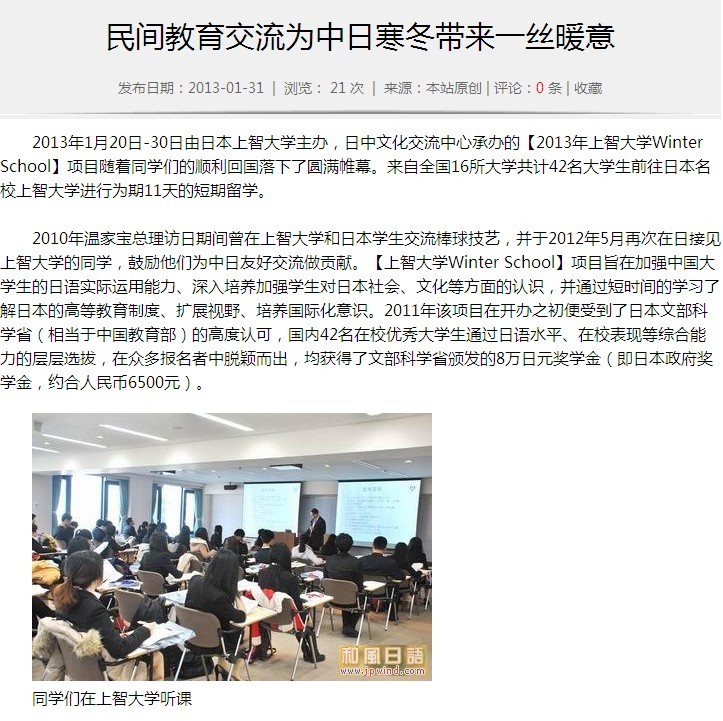 民间教育交流为中日寒冬带来一丝暖意
发布日期：2013-01-31 | 浏览： 21 次 | 来源：本站原创 | 评论：0 条 | 收藏
2013年1月20日-30日由日本上智大学主办，日中文化交流中心承办的【2013年上智大学Winter
School】项目随着同学们的顺利回国落下了圆满帷幕。来自全国16所大学共计42名大学生前往日本名
校上智大学进行为期11天的短期留学。
2010年温家宝总理访日期间曾在上智大学和日本学生交流棒球技艺，并于2012年5月再次在日接见
上智大学的同学，鼓励他们为中日友好交流做贡献。【上智大学Winter School】项目旨在加强中国大
学生的日语实际运用能力、深入培养加强学生对日本社会、文化等方面的认识，并通过短时间的学习了
解日本的高等教育制度、扩展视野、培养国际化意识。2011年该项目在开办之初便受到了日本文部科
学省（相当于中国教育部）的高度认可，国内42名在校优秀大学生通过日语水平、在校表现等综合能
力的层层选拔，在众多报名者中脱颖而出，均获得了文部科学省颁发的8万日元奖学金（即日本政府奖
学金，约合人民币6500元）。
和風日語
www.jpwind.com
同学们在上智大学听课